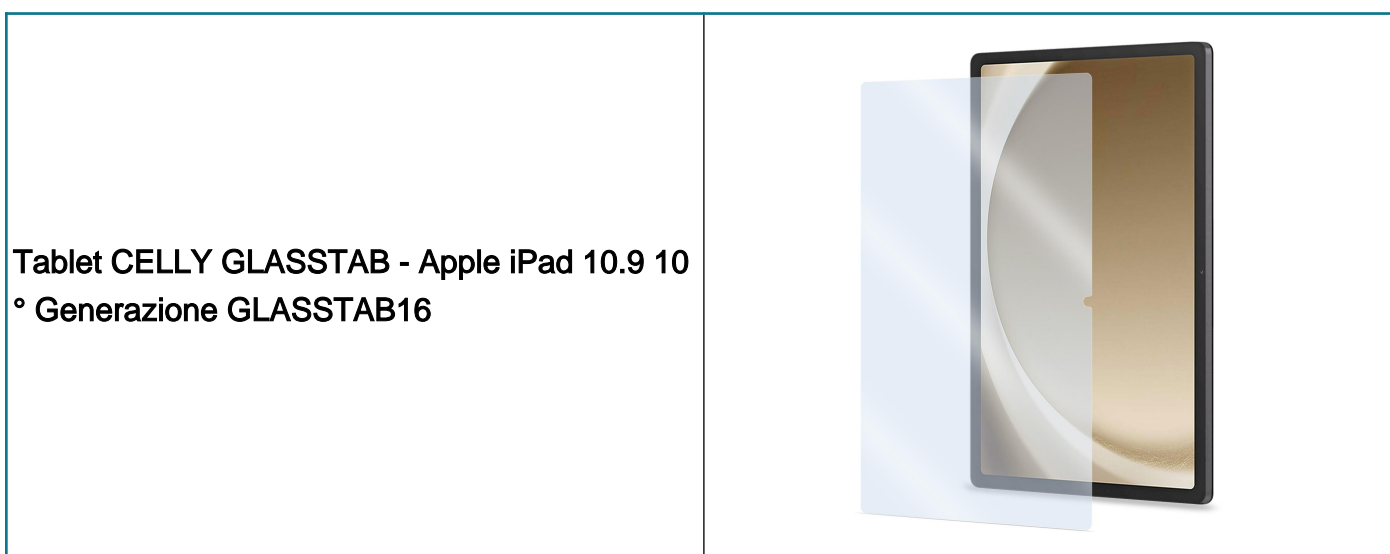 Tablet CELLY GLASSTAB - Apple iPad 10.9 10
° Generazione GLASSTAB16